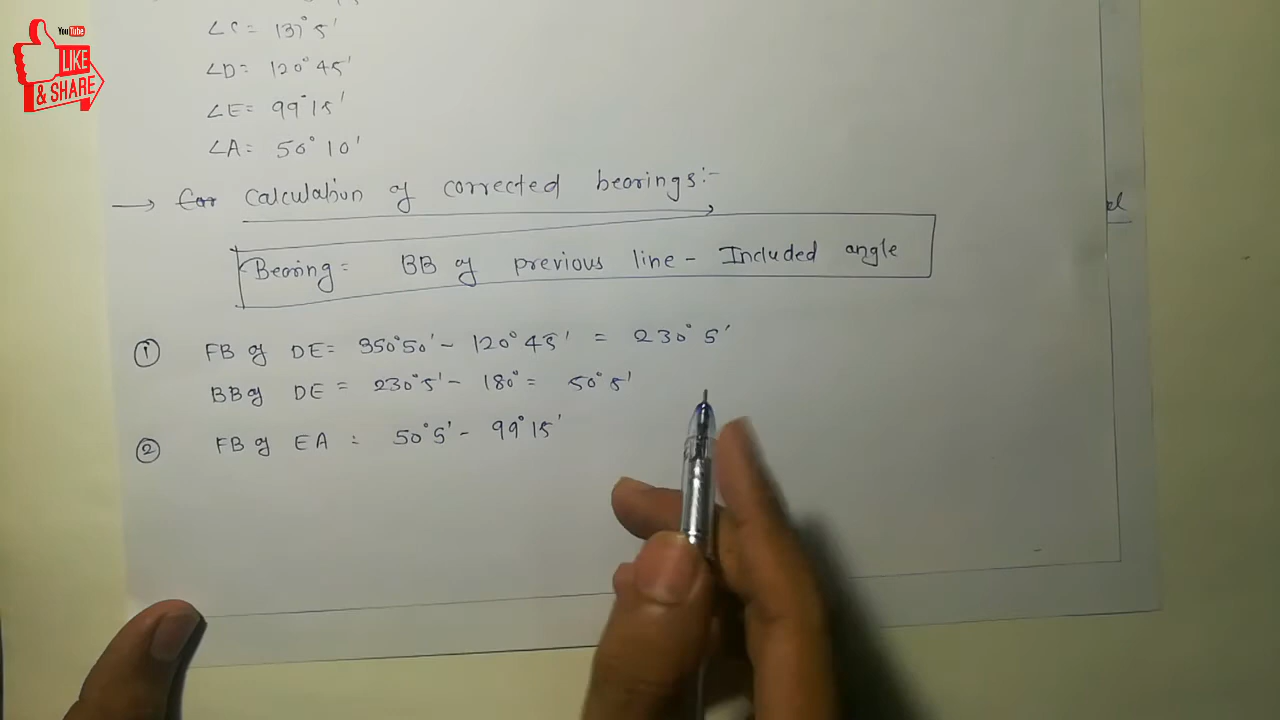 YouTube
LIKE
& SHARE
∠C = 137° 5'
∠D = 120° 45'
∠E = 99° 15'
∠A = 50° 10'
→ for calculation of corrected bearings:-
Bearing = BB of previous line - Included angle
① FB of DE = 350° 50' - 120° 45' = 230° 5'
BB of DE = 230° 5' - 180° = 50° 5'
② FB of EA = 50° 5' - 99° 15'